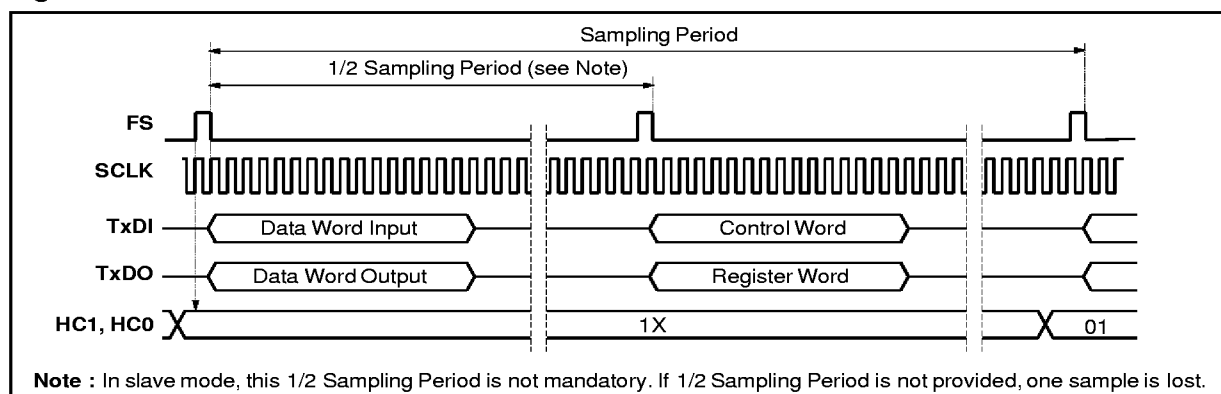 Sampling Period
1/2 Sampling Period (see Note)
FS
SCLK
TxDI
Data Word Input
Control Word
TxDO
Data Word Output
Register Word
HC1, HC0
1X
01
Note : In slave mode, this 1/2 Sampling Period is not mandatory. If 1/2 Sampling Period is not provided, one sample is lost.